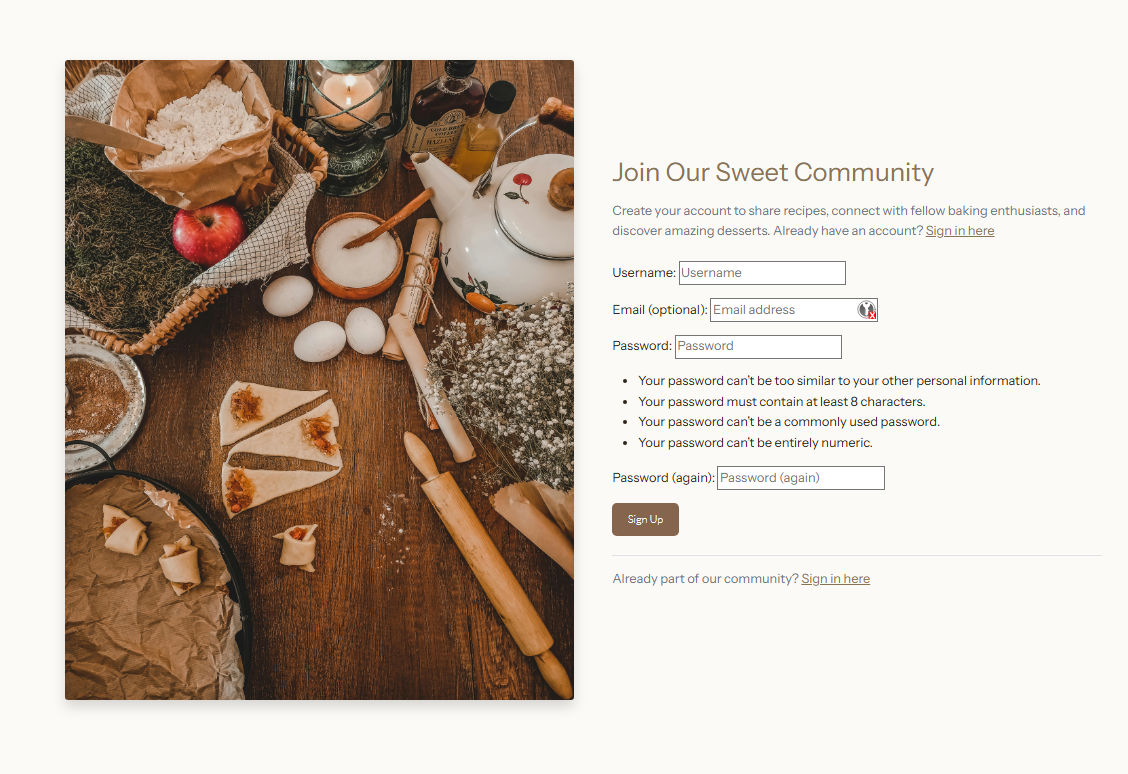 COLD BREW
COFFEE
Join Our Sweet Community
Create your account to share recipes, connect with fellow baking enthusiasts, and
discover amazing desserts. Already have an account? Sign in here
Username: Username
Email (optional): Email address
Password: Password
Your password can't be too similar to your other personal information.
Your password must contain at least 8 characters.
Your password can't be a commonly used password.
Your password can't be entirely numeric.
Password (again): Password (again)
Sign Up
Already part of our community? Sign in here